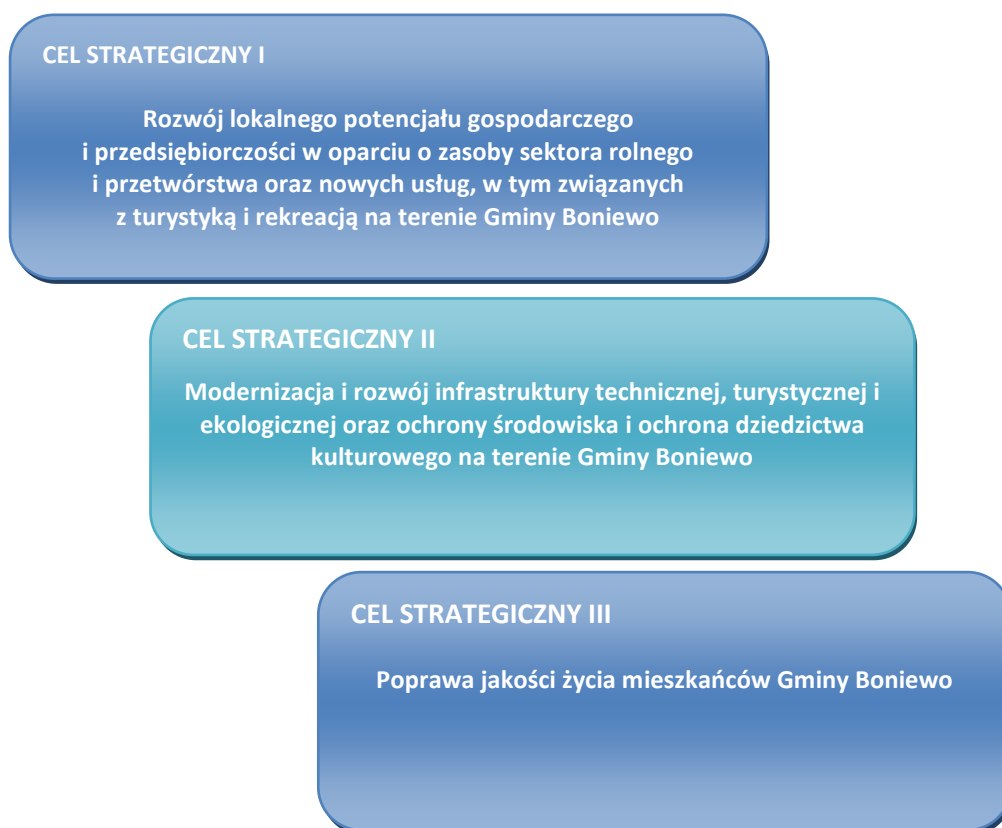 CEL STRATEGICZNY I
Rozwój lokalnego potencjału gospodarczego
i przedsiębiorczości w oparciu o zasoby sektora rolnego
i przetwórstwa oraz nowych usług, w tym związanych
z turystyką i rekreacją na terenie Gminy Boniewo
CEL STRATEGICZNY II
Modernizacja i rozwój infrastruktury technicznej, turystycznej i
ekologicznej oraz ochrony środowiska i ochrona dziedzictwa
kulturowego na terenie Gminy Boniewo
CEL STRATEGICZNY III
Poprawa jakości życia mieszkańców Gminy Boniewo